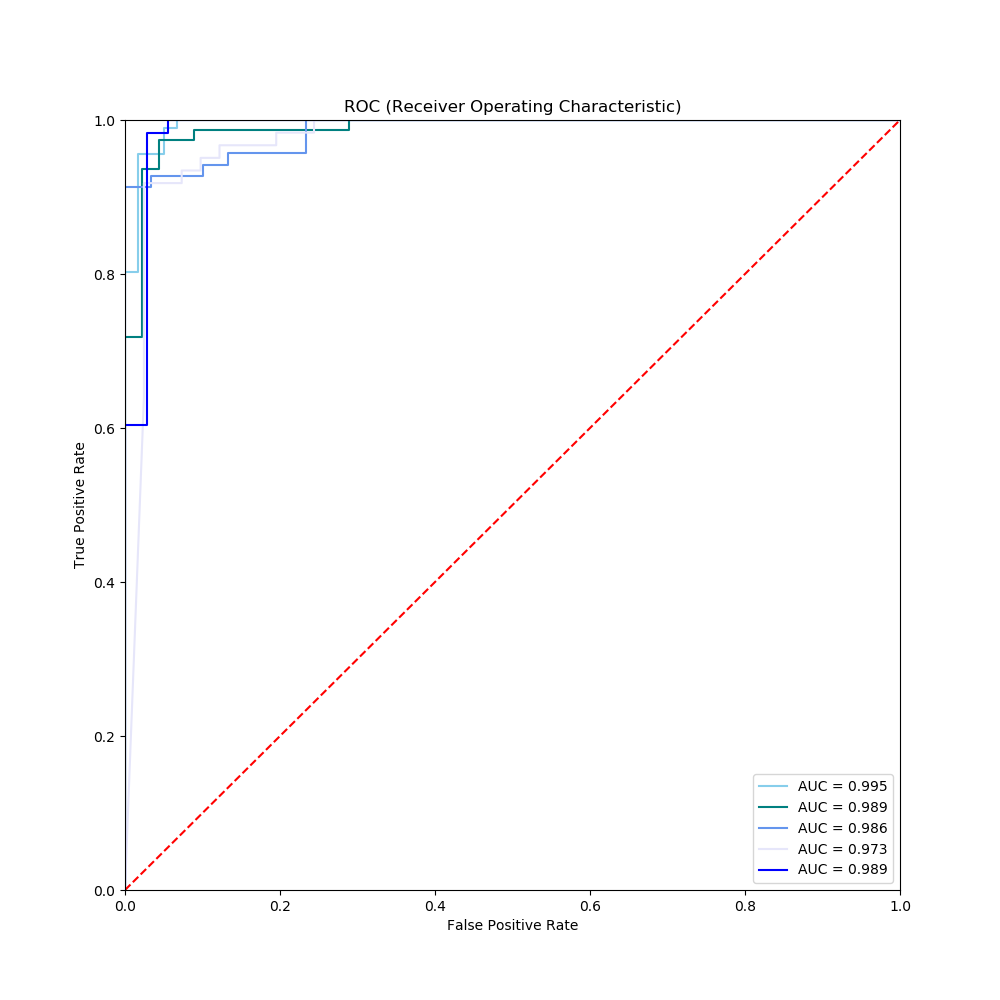 ROC (Receiver Operating Characteristic)
1.0
0.8
0.6
0.4
0.2
0.0
True Positive Rate
0.0 0.2 0.4 0.6 0.8 1.0
False Positive Rate
AUC = 0.995
AUC = 0.989
AUC = 0.986
AUC = 0.973
AUC = 0.989